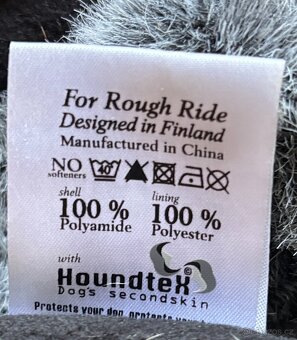 For Rough Ride
Designed in Finland
Manufactured in China
NO
softeners
40°
shell
100 %
Polyamide
lining
100 %
Polyester
with
Houndtex©
Dog's secondskin
Protects your dog, protects your